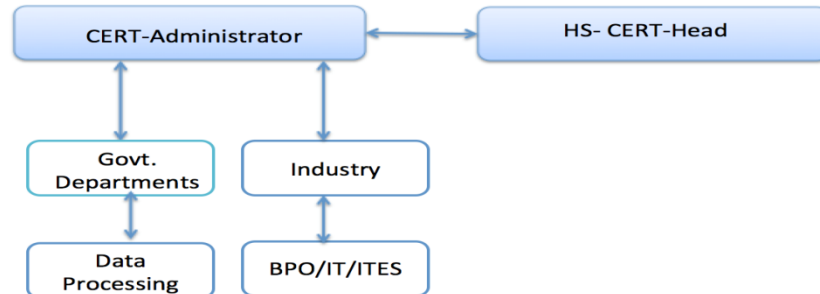 CERT-Administrator
HS- CERT-Head
Govt.
Departments
Industry
Data
Processing
BPO/IT/ITES